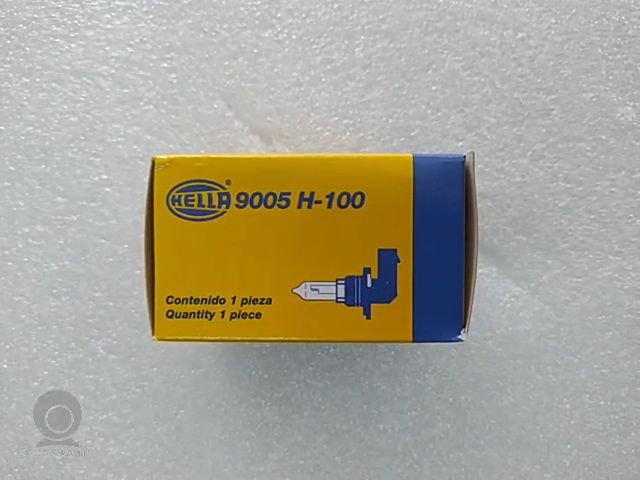 HELLA® 9005 H-100
Contenido 1 pieza
Quantity 1 piece